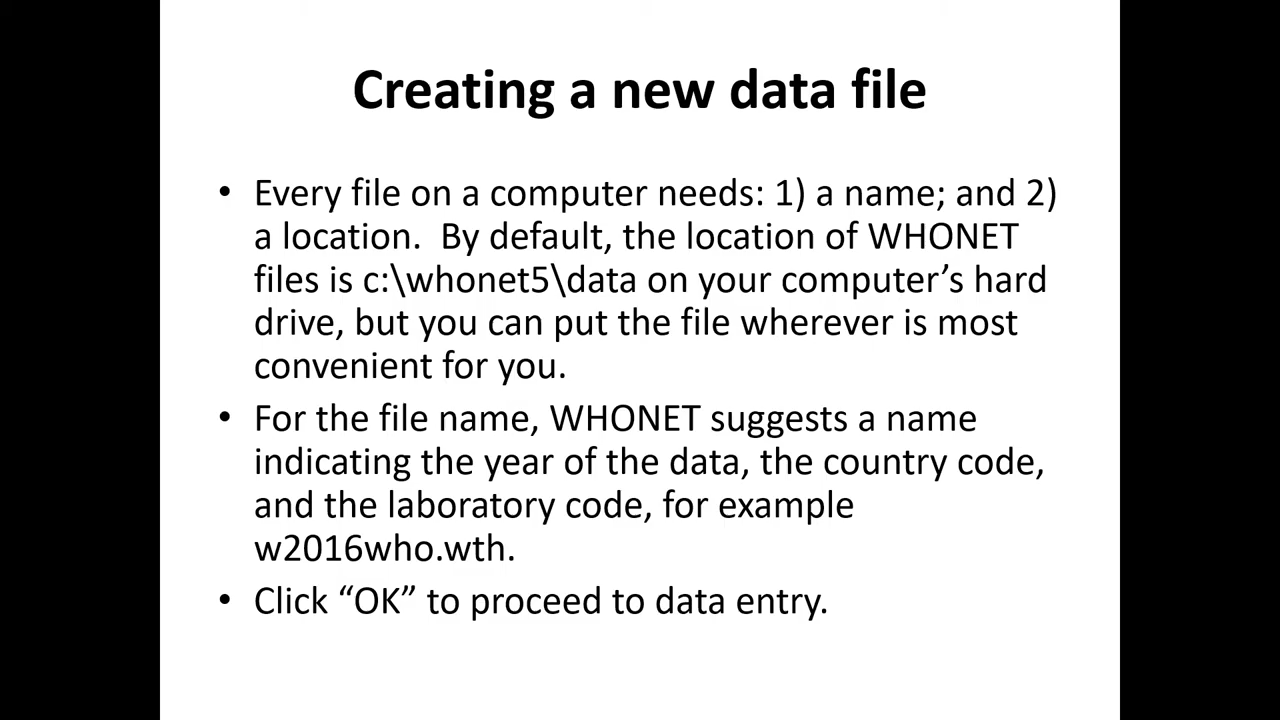 Creating a new data file
• Every file on a computer needs: 1) a name; and 2)
a location.  By default, the location of WHONET
files is c:\whonet5\data on your computer’s hard
drive, but you can put the file wherever is most
convenient for you.
• For the file name, WHONET suggests a name
indicating the year of the data, the country code,
and the laboratory code, for example
w2016who.wth.
• Click “OK” to proceed to data entry.